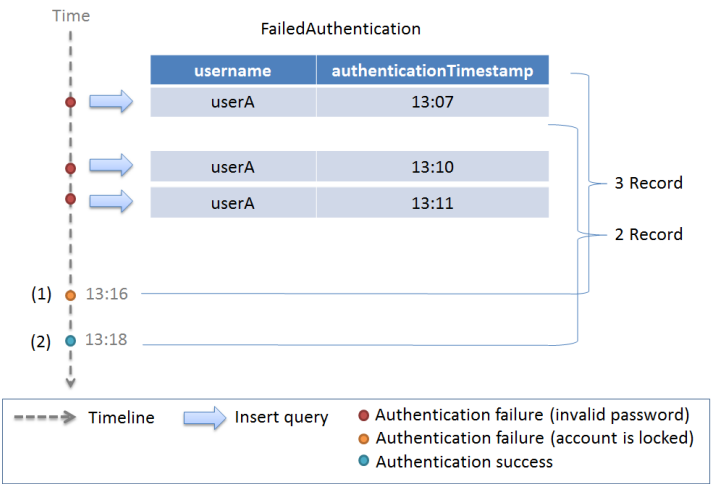 Time
FailedAuthentication
username authenticationTimestamp
userA 13:07
userA 13:10
userA 13:11
3 Record
2 Record
(1) 13:16
(2) 13:18
Timeline Insert query Authentication failure (invalid password)
Authentication failure (account is locked)
Authentication success